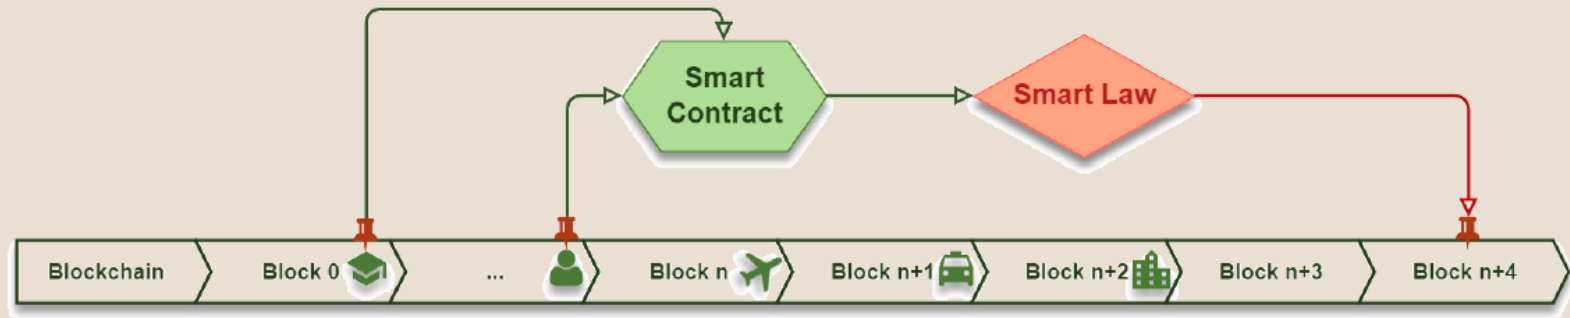 Smart
Contract
Smart Law
Blockchain
Block 0
...
Block n
Block n+1
Block n+2
Block n+3
Block n+4